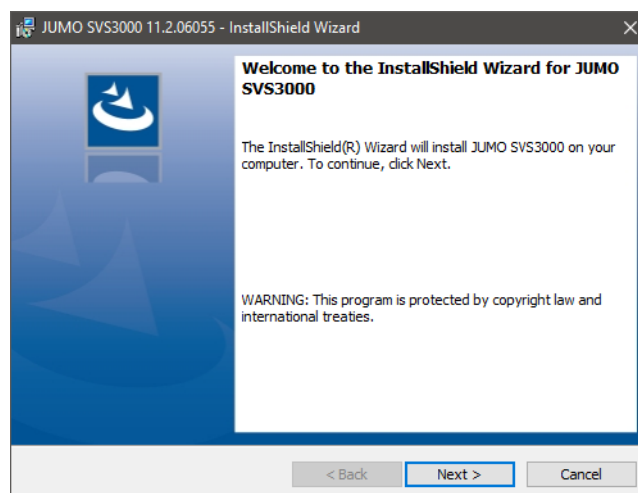 JUMO SVS3000 11.2.06055 - InstallShield Wizard
Welcome to the InstallShield Wizard for JUMO
SVS3000
The InstallShield(R) Wizard will install JUMO SVS3000 on your
computer. To continue, click Next.
WARNING: This program is protected by copyright law and
international treaties.
< Back Next > Cancel